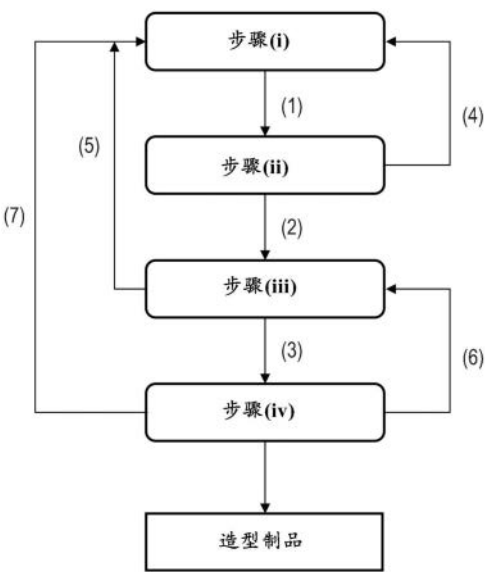 步骤(i)
(1)
(4)
(5)
步骤(ii)
(7)
(2)
步骤(iii)
(3)
(6)
步骤(iv)
造型制品